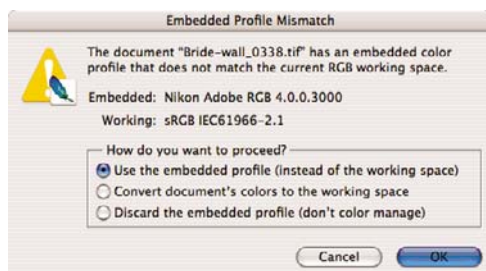 Embedded Profile Mismatch
The document "Bride-wall_0338.tif" has an embedded color
profile that does not match the current RGB working space.
Embedded: Nikon Adobe RGB 4.0.0.3000
Working: sRGB IEC61966-2.1
How do you want to proceed?
Use the embedded profile (instead of the working space)
Convert document's colors to the working space
Discard the embedded profile (don't color manage)
Cancel OK